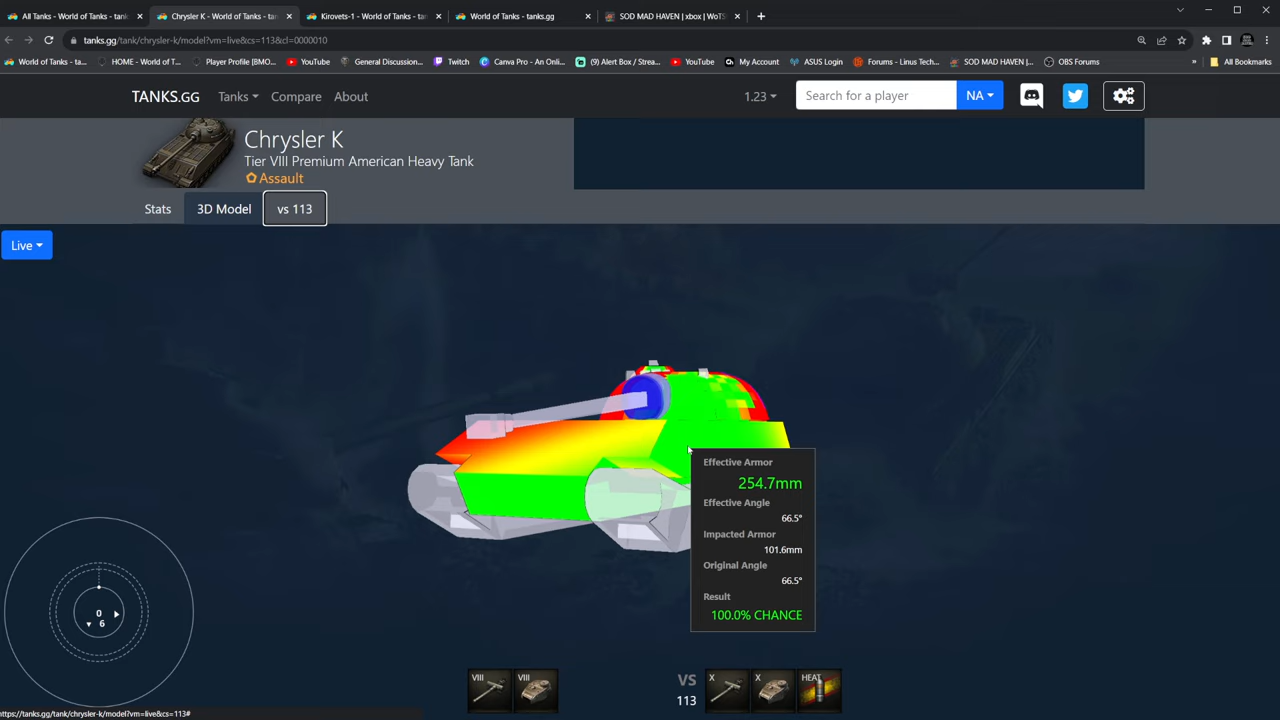 All Tanks - World of Tanks - tank
Chrysler K - World of Tanks - tan
Kirovets-1 - World of Tanks - tan
World of Tanks - tanks.gg
SOD MAD HAVEN | xbox | WoTS
tanks.gg/tank/chrysler-k/model?vm=live&cs=113&cl=0000010
World of Tanks - ta...
HOME - World of T...
Player Profile [BMO...
YouTube
General Discussion...
Twitch
Canva Pro - An Onli...
(9) Alert Box / Strea...
YouTube
My Account
ASUS Login
Forums - Linus Tech...
SOD MAD HAVEN |...
OBS Forums
»
All Bookmarks
TANKS.GG
Tanks
Compare
About
1.23
Search for a player
NA
Chrysler K
Tier VIII Premium American Heavy Tank
Assault
Stats
3D Model
vs 113
Live
Effective Armor
254.7mm
Effective Angle
66.5°
Impacted Armor
101.6mm
Original Angle
66.5°
Result
100.0% CHANCE
0
6
VIII
VIII
VS
113
X
X
HEAT
https://tanks.gg/tank/chrysler-k/model?vm=live&cs=113#